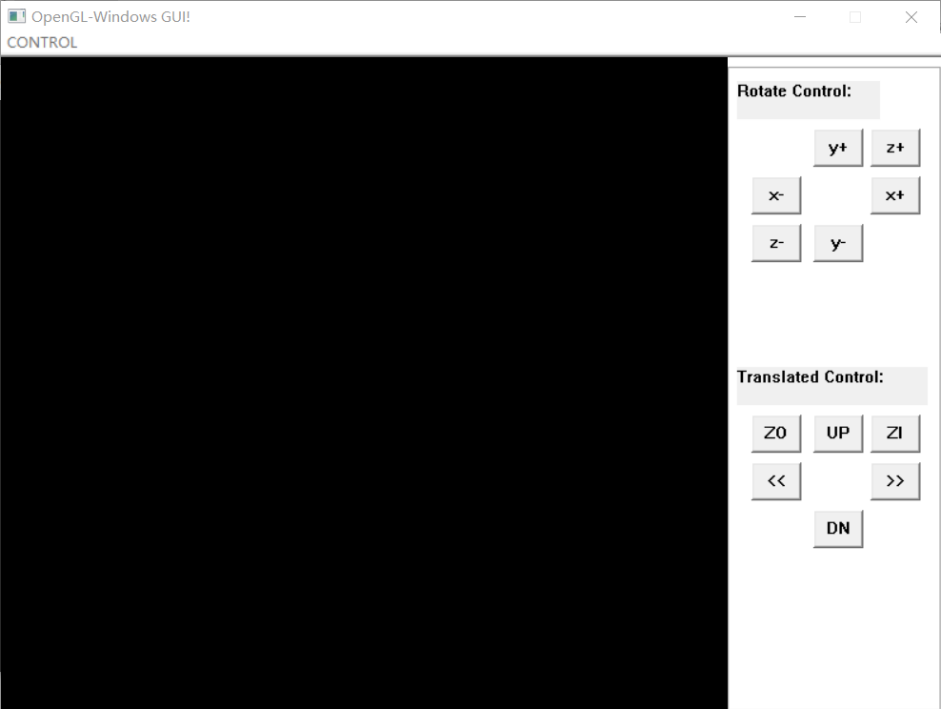 OpenGL-Windows GUI!
CONTROL
Rotate Control:
y+ z+
x- x+
z- y-
Translated Control:
ZO UP ZI
<< >>
DN